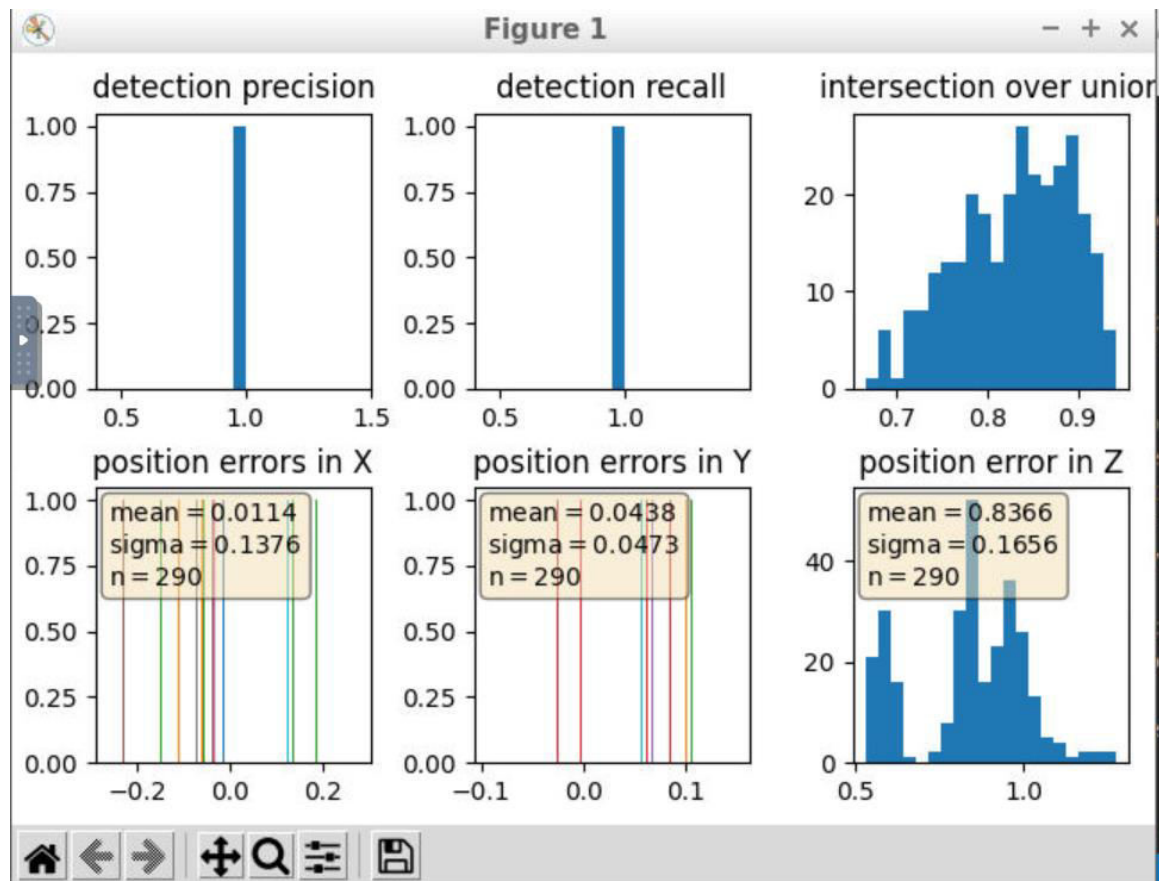 Figure 1
detection precision
detection recall
intersection over union
1.00
0.75
0.50
0.25
0.00
0.5
1.0
1.5
1.00
0.75
0.50
0.25
0.00
0.5
1.0
20
10
0
0.7
0.8
0.9
position errors in X
position errors in Y
position error in Z
1.00
0.75
0.50
0.25
0.00
mean = 0.0114
sigma = 0.1376
n = 290
−0.2
0.0
0.2
1.00
0.75
0.50
0.25
0.00
mean = 0.0438
sigma = 0.0473
n = 290
−0.1
0.0
0.1
40
20
0
mean = 0.8366
sigma = 0.1656
n = 290
0.5
1.0